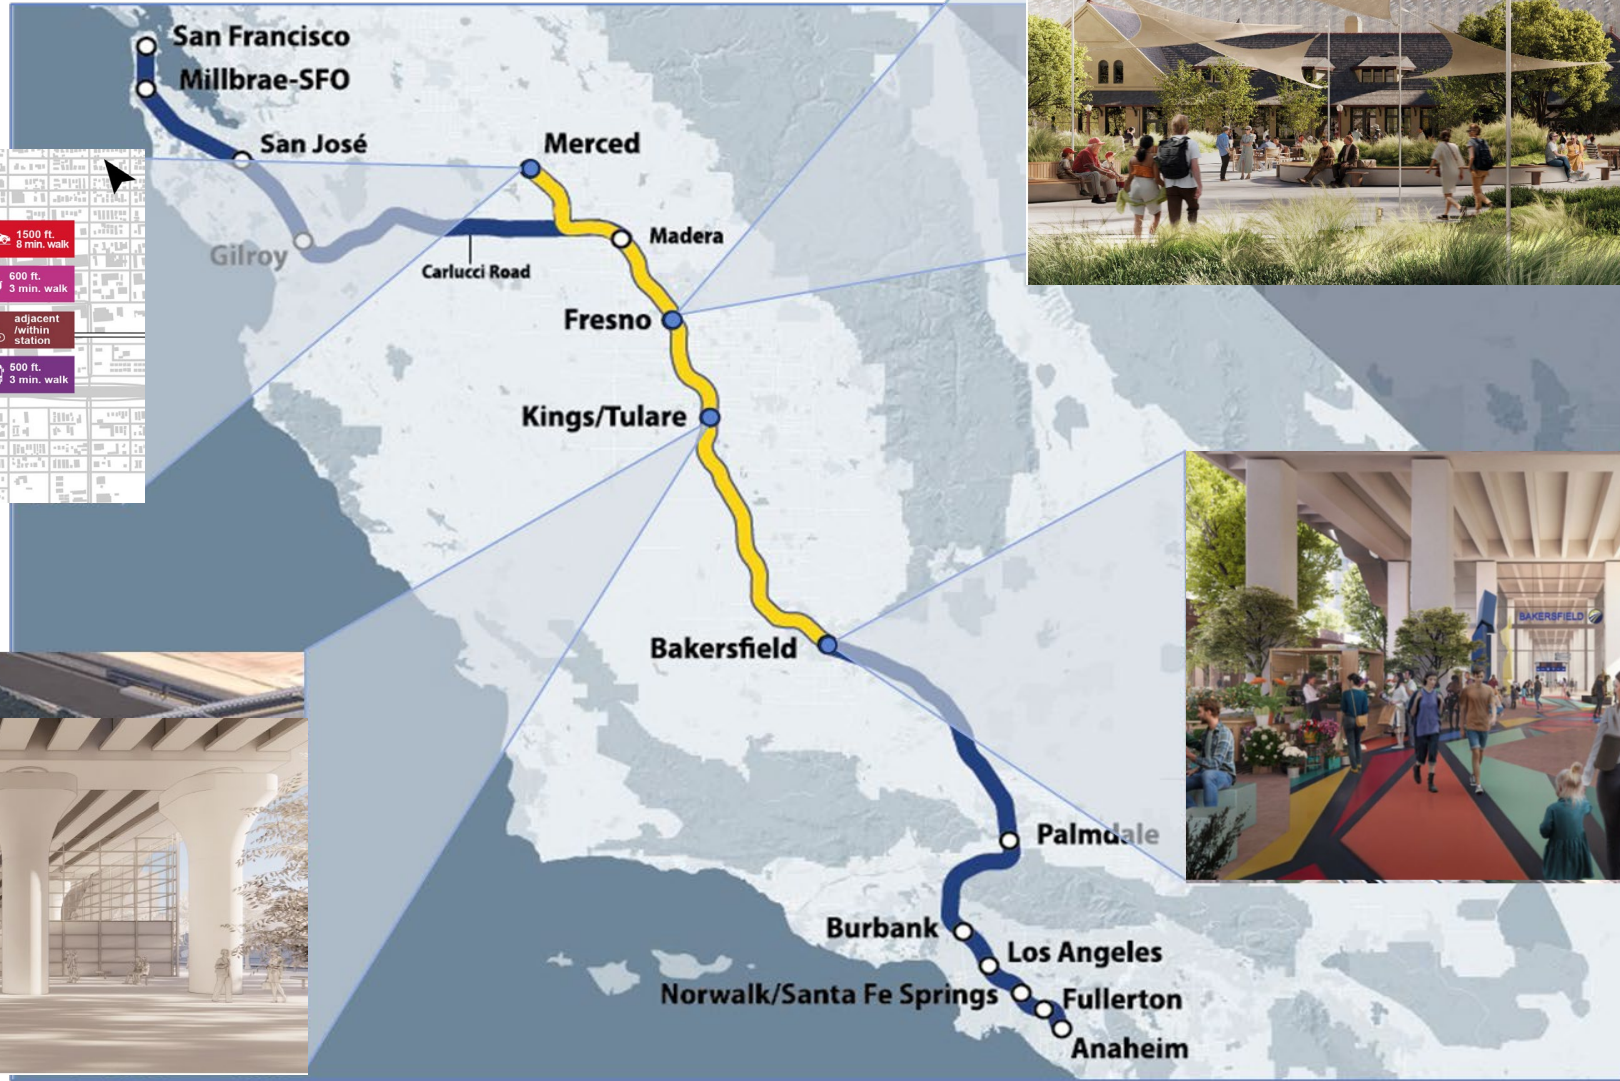 San Francisco
Millbrae-SFO
San José
Merced
1500 ft.
8 min. walk
Madera
Gilroy
600 ft.
3 min. walk
Carlucci Road
Fresno
adjacent
/within
station
500 ft.
3 min. walk
Kings/Tulare
BAKERSFIELD
Bakersfield
Palmdale
Burbank
Los Angeles
Norwalk/Santa Fe Springs
Fullerton
Anaheim